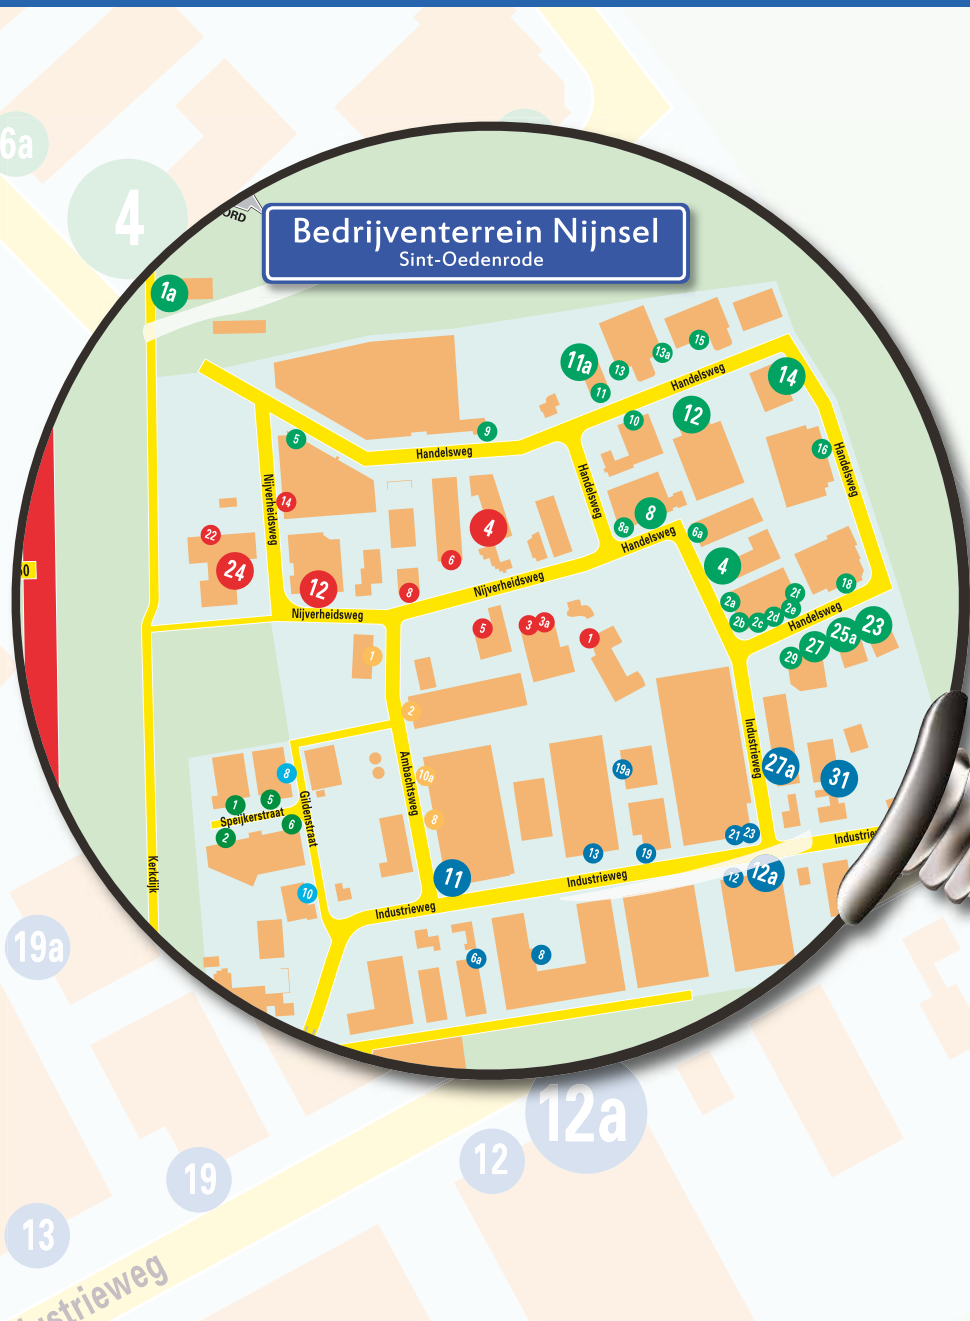 6a
4
ORD
Bedrijventerrein Nijnsel
Sint-Oedenrode
1a
11a
13
13a
15
11
Handelsweg
14
12
10
5
9
Handelsweg
Handelsweg
16
Handelsweg
Nijverheidsweg
14
4
8
8a
Handelsweg
6a
22
24
12
6
8
Nijverheidsweg
Nijverheidsweg
4
2a
2b
2c
2d
2e
2f
18
Handelsweg
0
5
3
3a
1
29
27
25a
23
1
2
10a
8
Ambachtsweg
Industrieweg
27a
31
19a
8
1
5
Speijkerstraat
2
6
Gildenstraat
10
11
13
19
21
23
12
12a
Industrieweg
Industrieweg
Industrie
Kerkdijk
6a
8
19a
12a
12
19
13
ustrieweg